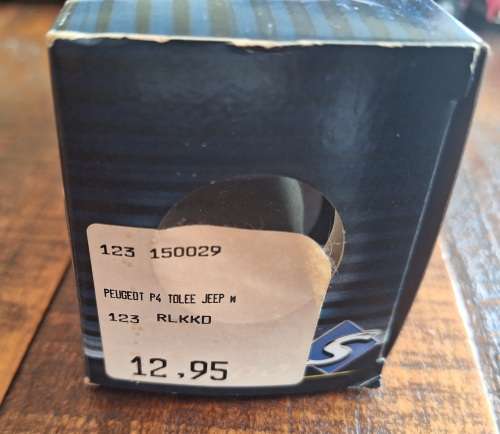 123 150029
PEUGEOT P4 TOLEE JEEP M
123 RLKKD
12,95
S